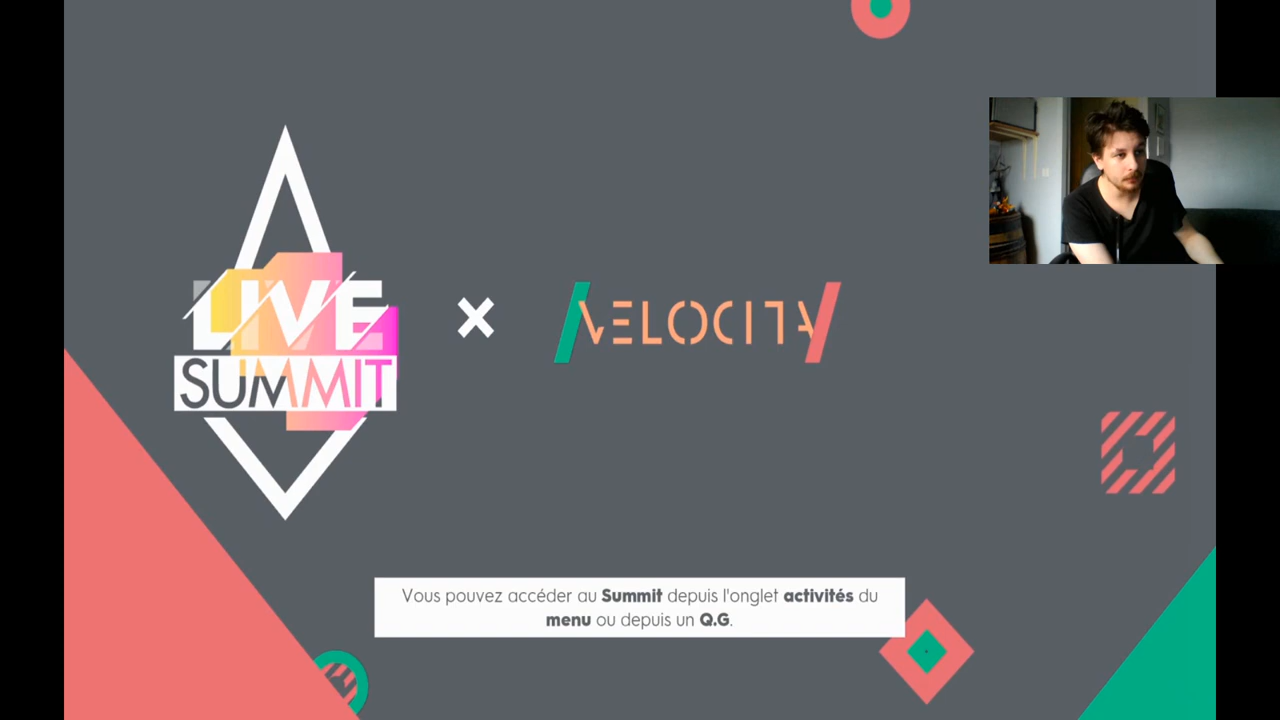 LIVE
SUMMIT
VELOCITY
Vous pouvez accéder au Summit depuis l'onglet activités du
menu ou depuis un Q.G.